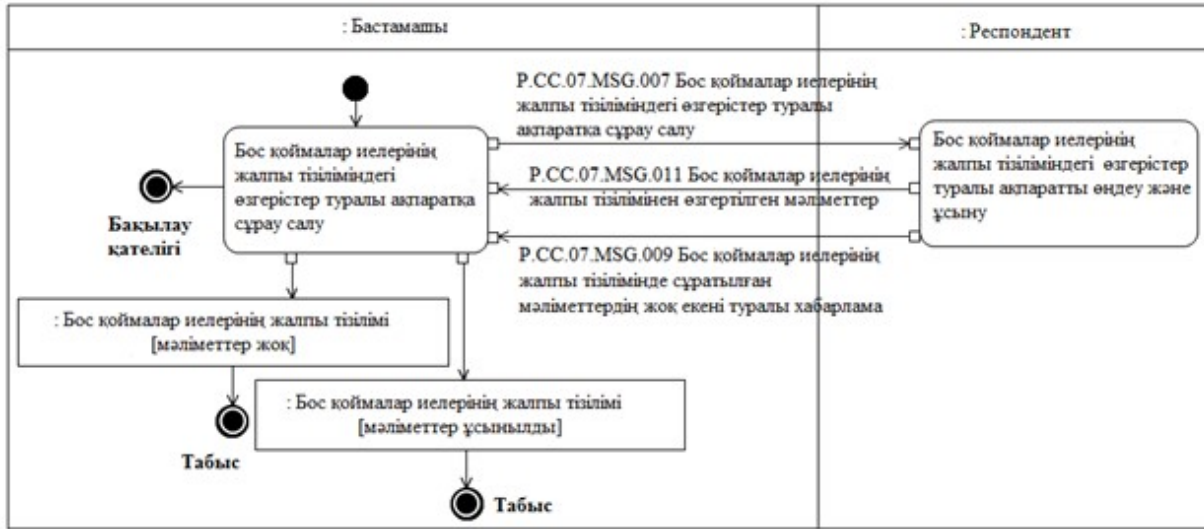 : Бастамашы
: Респондент
P.CC.07.MSG.007 Бос қоймалар иелерінің
жалпы тізіліміндегі өзгерістер туралы
ақпаратқа сұрау салу
Бос қоймалар иелерінің
жалпы тізіліміндегі
өзгерістер туралы ақпаратқа
сұрау салу
Бос қоймалар иелерінің
жалпы тізіліміндегі өзгерістер
туралы ақпаратты өңдеу және
ұсыну
P.CC.07.MSG.011 Бос қоймалар иелерінің
жалпы тізілімінен өзгертілген мәліметтер
Бақылау
қателігі
P.CC.07.MSG.009 Бос қоймалар иелерінің
жалпы тізілімінде сұратылған
мәліметтердің жоқ екені туралы хабарлама
: Бос қоймалар иелерінің жалпы тізілімі
[мәліметтер жоқ]
: Бос қоймалар иелерінің жалпы тізілімі
[мәліметтер ұсынылды]
Табыс
Табыс